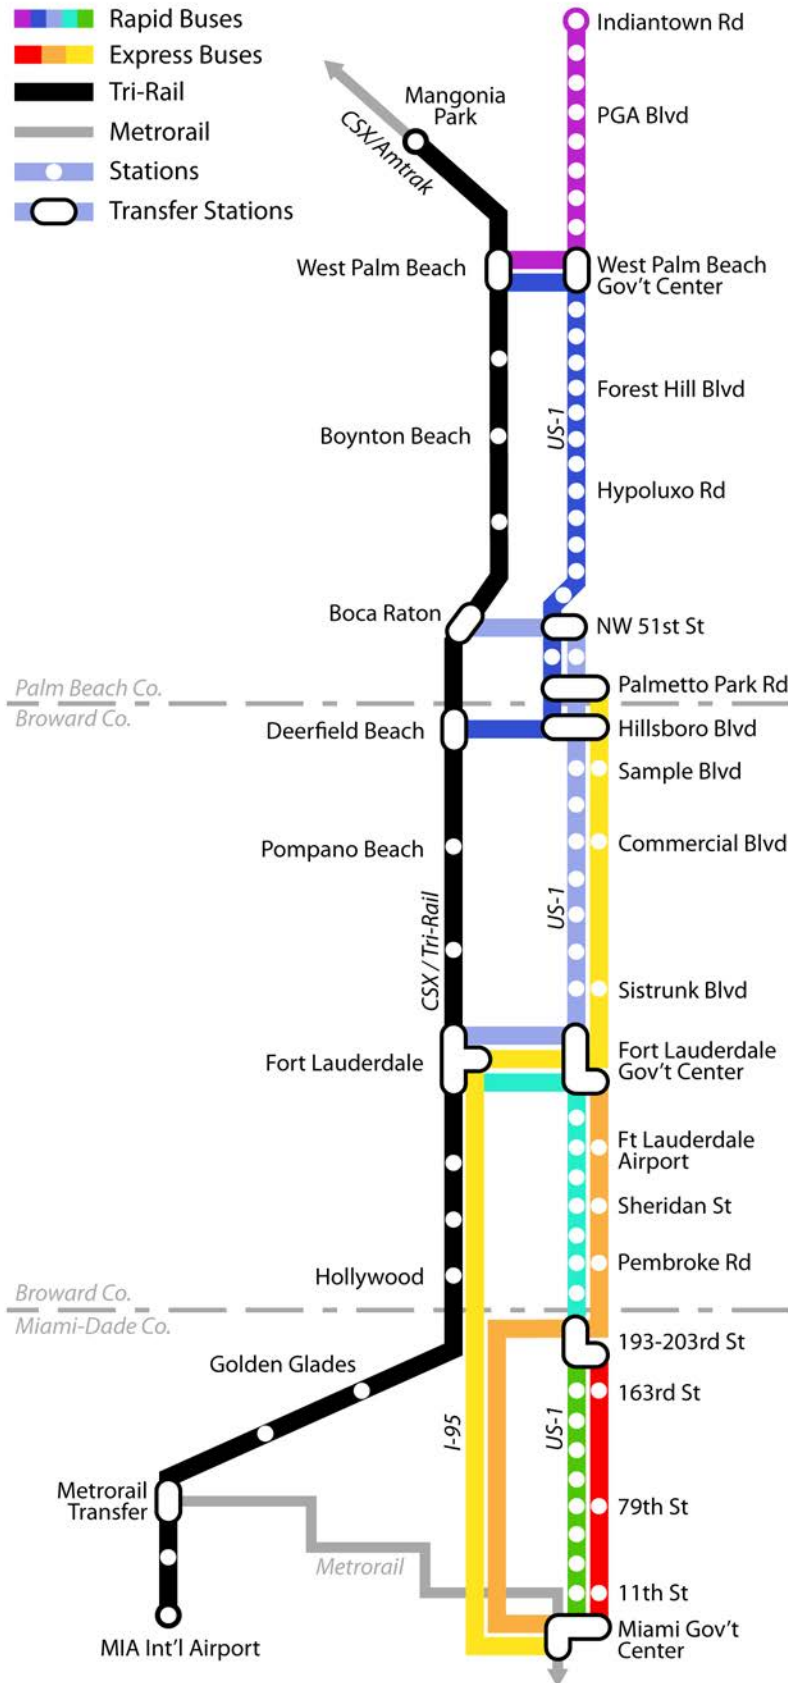 Rapid Buses
Express Buses
Tri-Rail
Metrorail
Stations
Transfer Stations
Indiantown Rd
PGA Blvd
Mangonia
Park
CSX/Amtrak
West Palm Beach
West Palm Beach
Gov't Center
Forest Hill Blvd
US-1
Boynton Beach
Hypoluxo Rd
Boca Raton
NW 51st St
Palm Beach Co.
Palmetto Park Rd
Broward Co.
Deerfield Beach
Hillsboro Blvd
Sample Blvd
Pompano Beach
Commercial Blvd
CSX / Tri-Rail
US-1
Sistrunk Blvd
Fort Lauderdale
Fort Lauderdale
Gov't Center
Ft Lauderdale
Airport
Sheridan St
Hollywood
Pembroke Rd
Broward Co.
Miami-Dade Co.
193-203rd St
Golden Glades
163rd St
I-95
US-1
Metrorail
Transfer
79th St
Metrorail
11th St
MIA Int'l Airport
Miami Gov't
Center